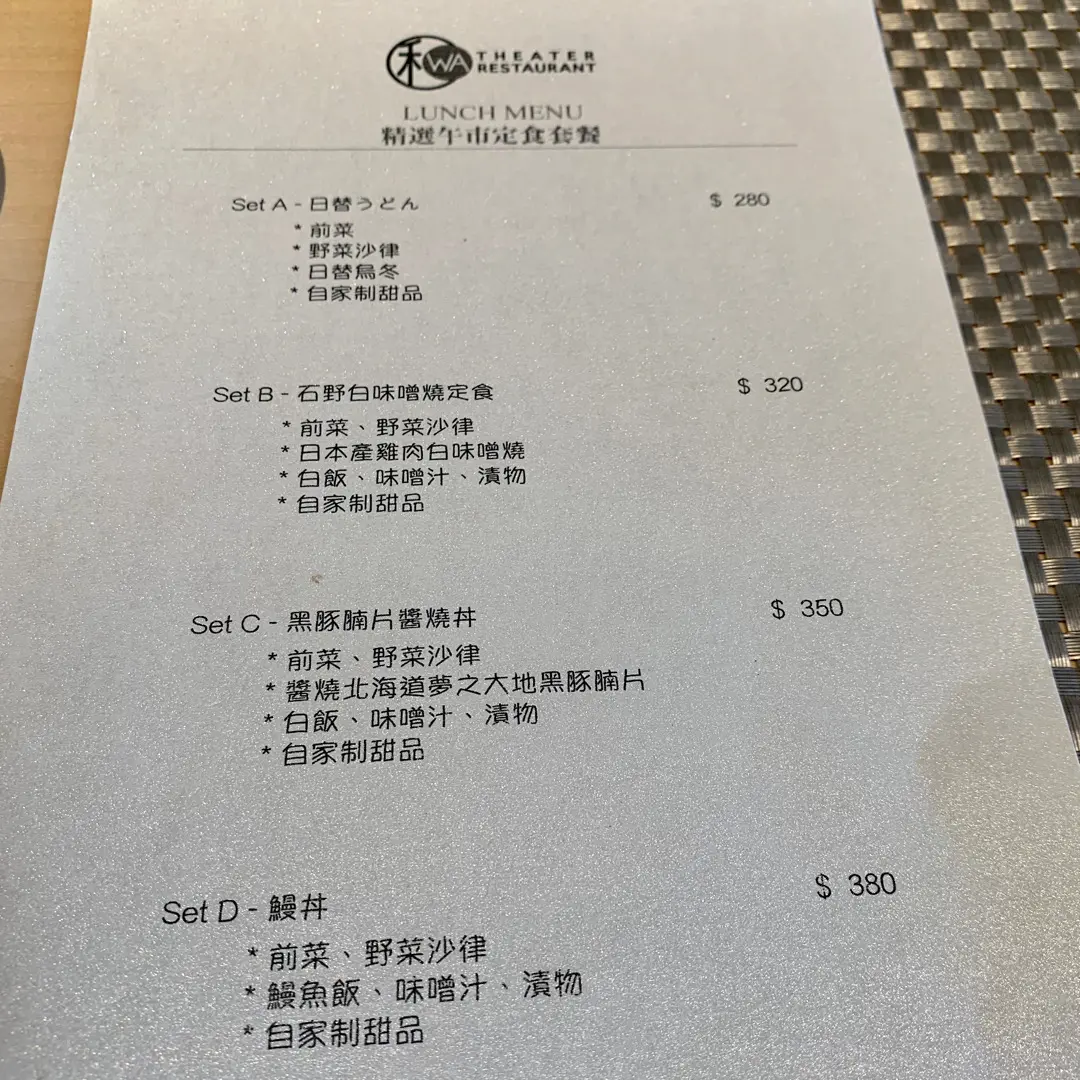 和WA THEATER
RESTAURANT
LUNCH MENU
精選午市定食套餐
Set A - 日替うどん $ 280
* 前菜
* 野菜沙律
* 日替烏冬
* 自家制甜品
Set B - 石野白味噌燒定食 $ 320
* 前菜、野菜沙律
* 日本產雞肉白味噌燒
* 白飯、味噌汁、漬物
* 自家制甜品
Set C - 黑豚腩片醬燒丼 $ 350
* 前菜、野菜沙律
* 醬燒北海道夢之大地黑豚腩片
* 白飯、味噌汁、漬物
* 自家制甜品
Set D - 鰻丼 $ 380
* 前菜、野菜沙律
* 鰻魚飯、味噌汁、漬物
* 自家制甜品